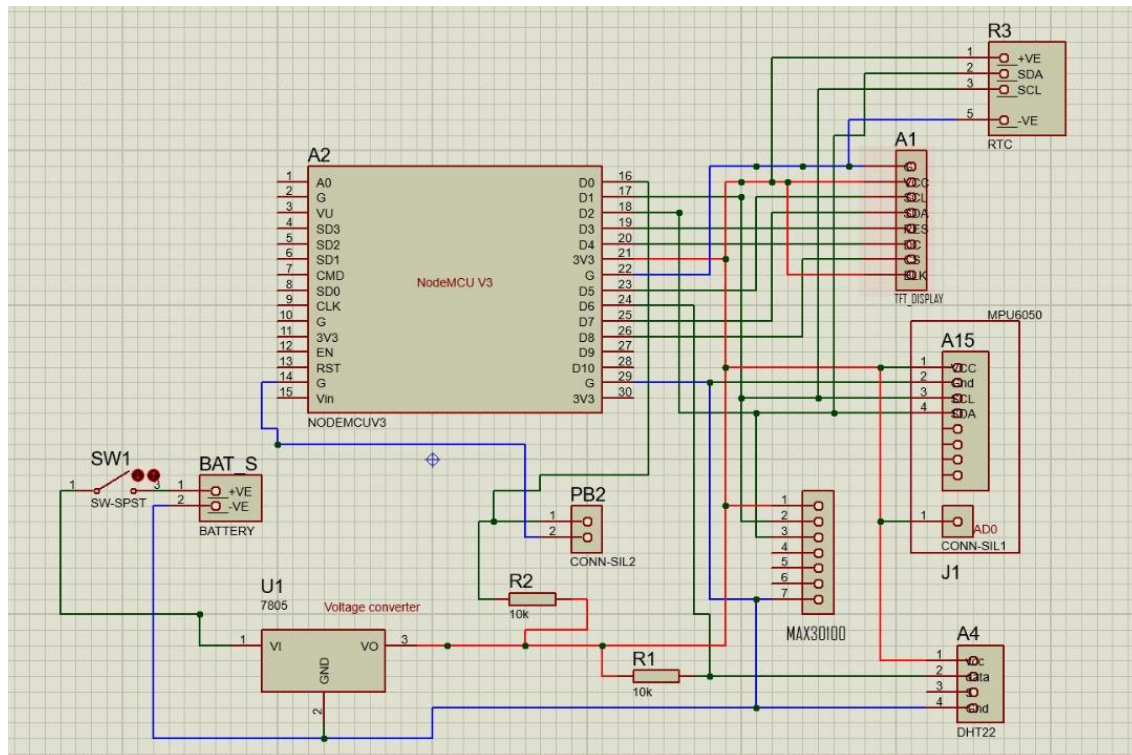 R3
1 +VE
2 SDA
3 SCL
5 -VE
RTC
A1
G
VCC
SCL
SDA
RES
DC
CS
BLK
TFT_DISPLAY
A2
1 A0
2 G
3 VU
4 SD3
5 SD2
6 SD1
7 CMD
8 SD0
9 CLK
10 G
11 3V3
12 EN
13 RST
14 G
15 Vin
NodeMCU V3
D0 16
D1 17
D2 18
D3 19
D4 20
3V3 21
G 22
D5 23
D6 24
D7 25
D8 26
D9 27
D10 28
G 29
3V3 30
NODEMCUV3
MPU6050
A15
1 VCC
2 Gnd
3 SCL
4 SDA
1 AD0
CONN-SIL1
J1
SW1
1 3
SW-SPST
BAT_S
1 +VE
2 -VE
BATTERY
PB2
1
2
CONN-SIL2
1
2
3
4
5
6
7
MAX30100
R2
10k
U1
7805
Voltage converter
1 VI VO 3
GND
2
R1
10k
A4
1 vcc
2 data
3
4 Gnd
DHT22